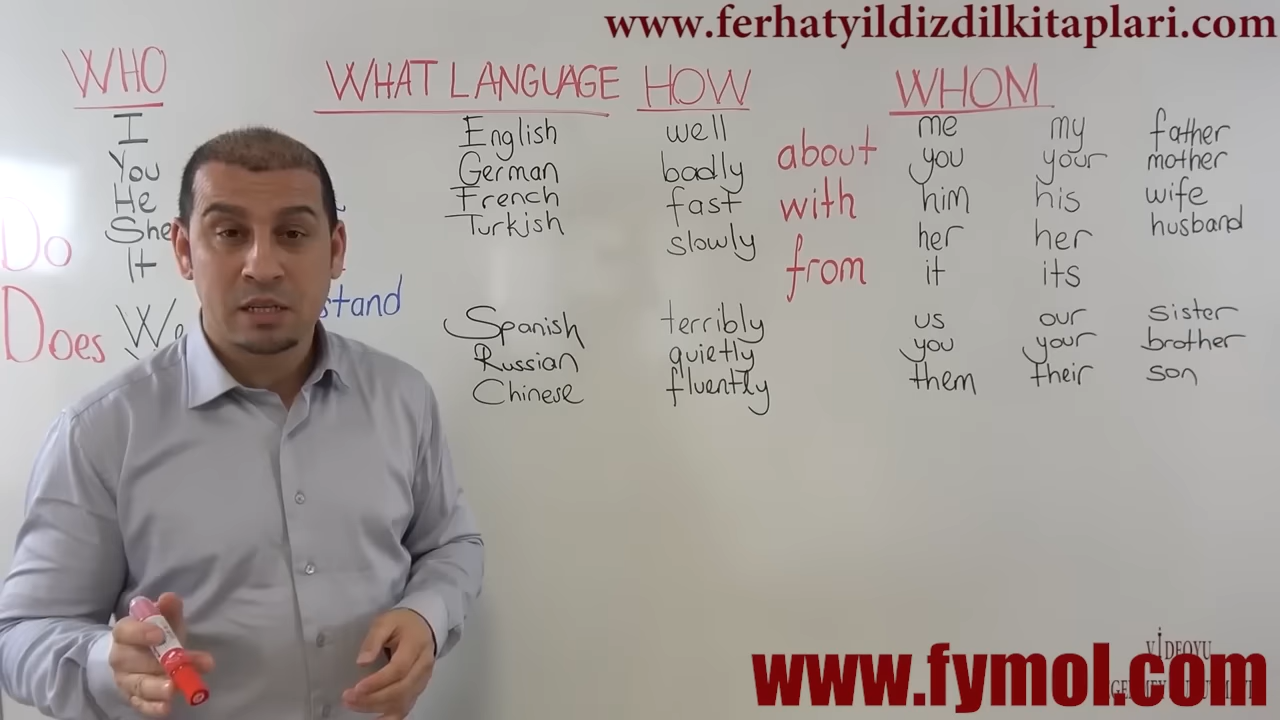 www.ferhatyildizdilkitaplari.com
WHO
I
You
He
She
It
We
Do
Does
stand
WHAT LANGUAGE
English
German
French
Turkish
Spanish
Russian
Chinese
HOW
well
badly
fast
slowly
terribly
quietly
fluently
about
with
from
WHOM
me my father
you your mother
him his wife
her her husband
it its
us our sister
you your brother
them their son
VİDEOYU
www.fymol.com